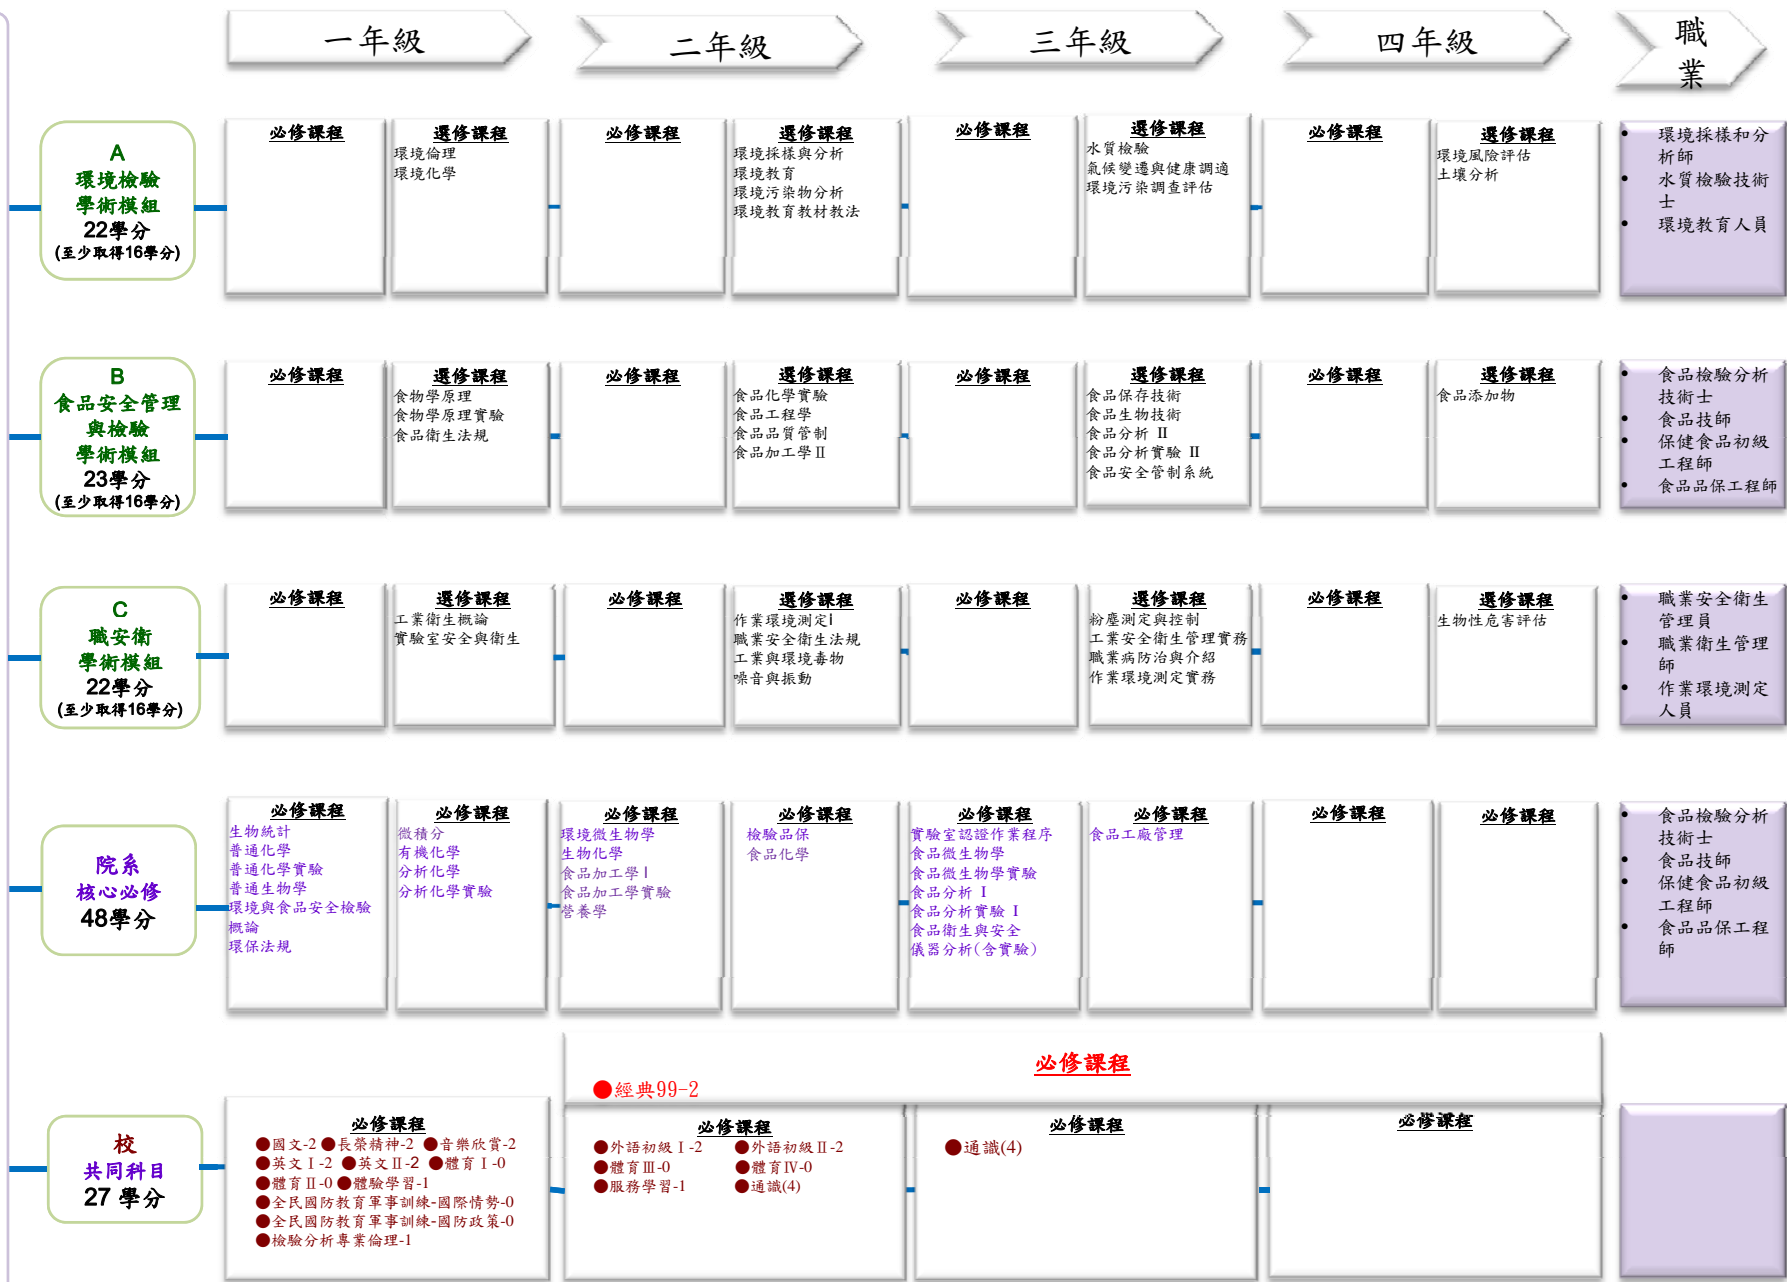 一年級
二年級
三年級
四年級
職
業
A
環境檢驗
學術模組
22學分
(至少取得16學分)
必修課程
選修課程
環境倫理
環境化學
必修課程
選修課程
環境採樣與分析
環境教育
環境污染物分析
環境教育教材教法
必修課程
選修課程
水質檢驗
氣候變遷與健康調適
環境污染調查評估
必修課程
選修課程
環境風險評估
土壤分析
• 環境採樣和分
析師
• 水質檢驗技術
士
• 環境教育人員
B
食品安全管理
與檢驗
學術模組
23學分
(至少取得16學分)
必修課程
選修課程
食物學原理
食物學原理實驗
食品衛生法規
必修課程
選修課程
食品化學實驗
食品工程學
食品品質管制
食品加工學Ⅱ
必修課程
選修課程
食品保存技術
食品生物技術
食品分析 II
食品分析實驗 II
食品安全管制系統
必修課程
選修課程
食品添加物
• 食品檢驗分析
技術士
• 食品技師
• 保健食品初級
工程師
• 食品品保工程師
C
職安衛
學術模組
22學分
(至少取得16學分)
必修課程
選修課程
工業衛生概論
實驗室安全與衛生
必修課程
選修課程
作業環境測定I
職業安全衛生法規
工業與環境毒物
噪音與振動
必修課程
選修課程
粉塵測定與控制
工業安全衛生管理實務
職業病防治與介紹
作業環境測定實務
必修課程
選修課程
生物性危害評估
• 職業安全衛生
管理員
• 職業衛生管理
師
• 作業環境測定
人員
院系
核心必修
48學分
必修課程
生物統計
普通化學
普通化學實驗
普通生物學
環境與食品安全檢驗
概論
環保法規
必修課程
微積分
有機化學
分析化學
分析化學實驗
必修課程
環境微生物學
生物化學
食品加工學I
食品加工學實驗
營養學
必修課程
檢驗品保
食品化學
必修課程
實驗室認證作業程序
食品微生物學
食品微生物學實驗
食品分析 I
食品分析實驗 I
食品衛生與安全
儀器分析(含實驗)
必修課程
食品工廠管理
必修課程
必修課程
• 食品檢驗分析
技術士
• 食品技師
• 保健食品初級
工程師
• 食品品保工程
師
校
共同科目
27 學分
必修課程
●經典99-2
必修課程
●國文-2 ●長榮精神-2 ●音樂欣賞-2
●英文Ⅰ-2 ●英文Ⅱ-2 ●體育Ⅰ-0
●體育Ⅱ-0 ●體驗學習-1
●全民國防教育軍事訓練-國際情勢-0
●全民國防教育軍事訓練-國防政策-0
●檢驗分析專業倫理-1
必修課程
●外語初級Ⅰ-2 ●外語初級Ⅱ-2
●體育Ⅲ-0 ●體育Ⅳ-0
●服務學習-1 ●通識(4)
必修課程
●通識(4)
必修課程